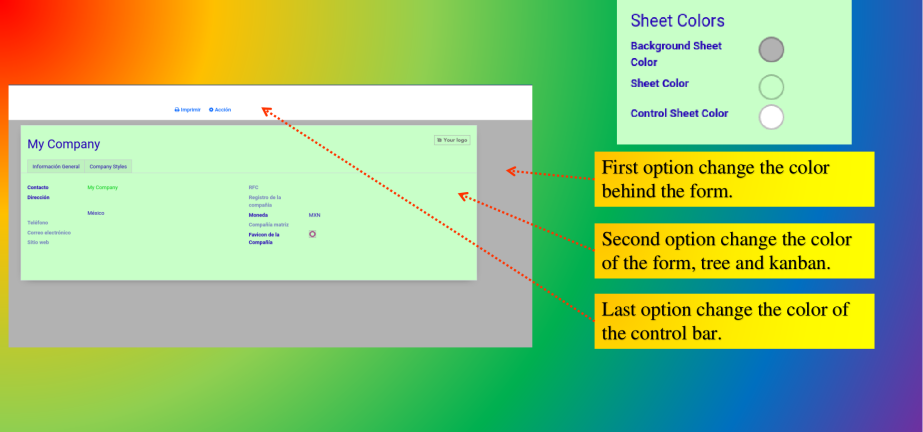 Sheet Colors
Background Sheet
Color
Sheet Color
Control Sheet Color
Imprimir Acción
My Company
Your logo
Información General Company Styles
Contacto My Company
Dirección
México
Teléfono
Correo electrónico
Sitio web
RFC
Registro de la
compañía
Moneda MXN
Compañía matriz
Favicon de la
Compañía
First option change the color
behind the form.
Second option change the color
of the form, tree and kanban.
Last option change the color of
the control bar.